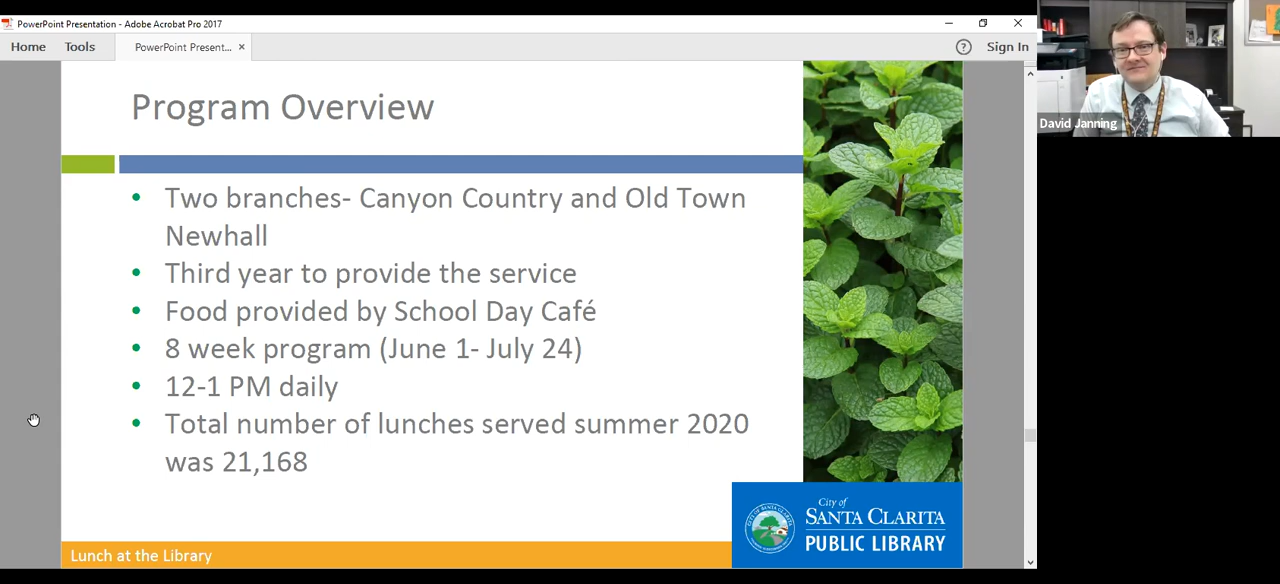 PowerPoint Presentation - Adobe Acrobat Pro 2017
Home Tools PowerPoint Present... × ? Sign In
Program Overview
• Two branches- Canyon Country and Old Town
Newhall
• Third year to provide the service
• Food provided by School Day Café
• 8 week program (June 1- July 24)
• 12-1 PM daily
• Total number of lunches served summer 2020
was 21,168
City of
SANTA CLARITA
PUBLIC LIBRARY
Lunch at the Library
David Janning